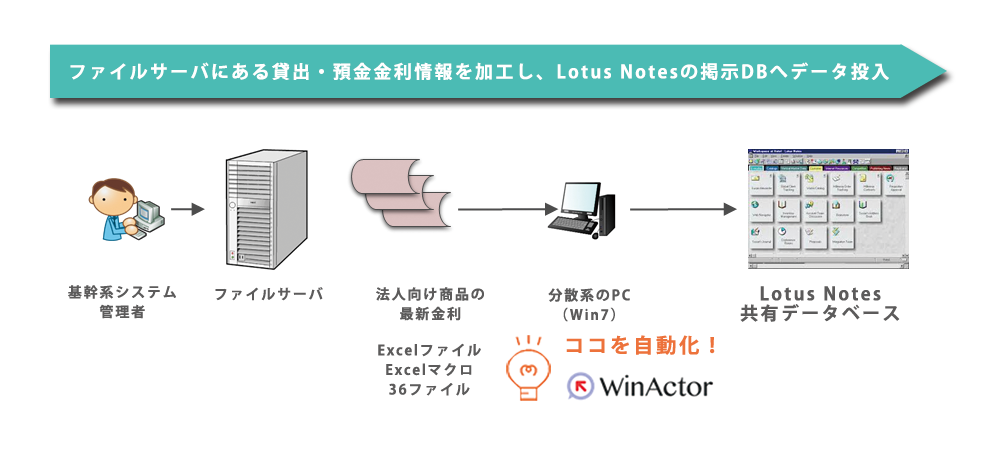 ファイルサーバにある貸出・預金金利情報を加工し、Lotus Notesの掲示DBへデータ投入
基幹系システム
管理者
ファイルサーバ
法人向け商品の
最新金利
Excelファイル
Excelマクロ
36ファイル
分散系のPC
（Win7）
ココを自動化！
WinActor
Lotus Notes
共有データベース